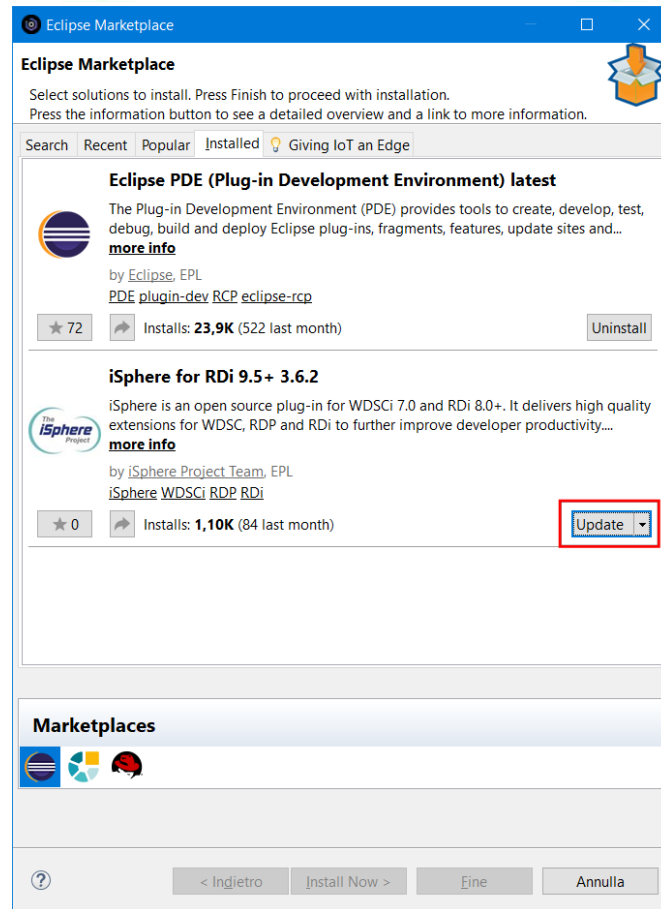 Eclipse Marketplace
Eclipse Marketplace
Select solutions to install. Press Finish to proceed with installation.
Press the information button to see a detailed overview and a link to more information.
Search Recent Popular Installed Giving IoT an Edge
Eclipse PDE (Plug-in Development Environment) latest
The Plug-in Development Environment (PDE) provides tools to create, develop, test,
debug, build and deploy Eclipse plug-ins, fragments, features, update sites and...
more info
by Eclipse, EPL
PDE plugin-dev RCP eclipse-rcp
72 Installs: 23,9K (522 last month) Uninstall
iSphere for RDi 9.5+ 3.6.2
The
iSphere
Project
iSphere is an open source plug-in for WDSCi 7.0 and RDi 8.0+. It delivers high quality
extensions for WDSC, RDP and RDi to further improve developer productivity....
more info
by iSphere Project Team, EPL
iSphere WDSCi RDP RDi
0 Installs: 1,10K (84 last month) Update
Marketplaces
? < Indietro Install Now > Fine Annulla